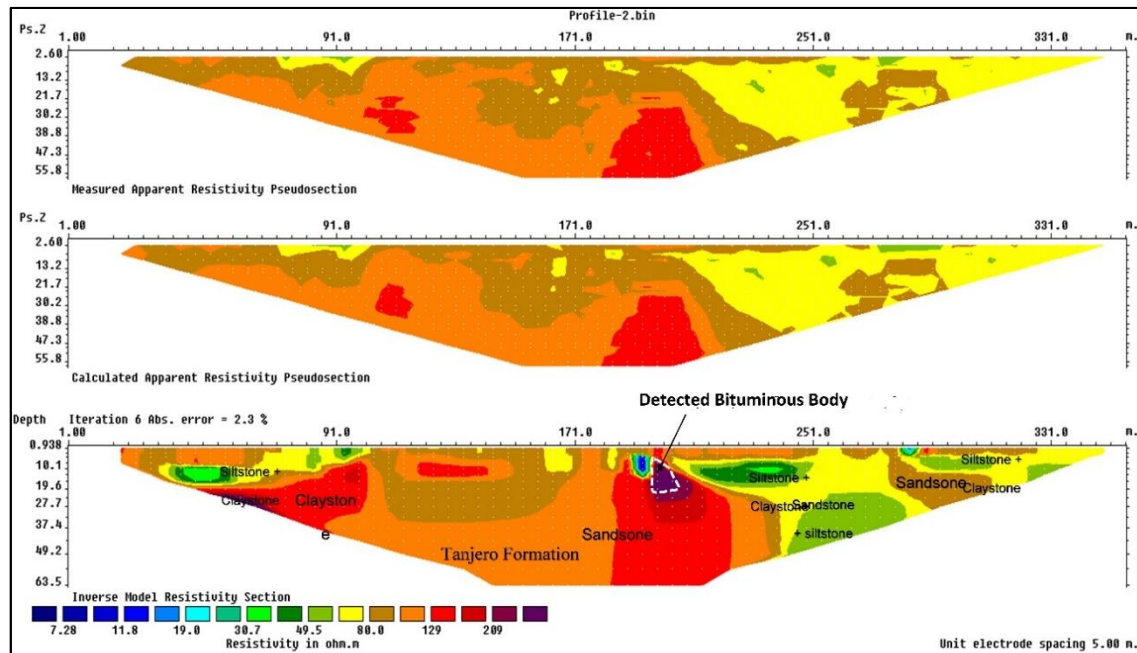 Profile-2.bin
Ps.Z 1.00 91.0 171.0 251.0 331.0 m.
2.60
13.2
21.7
30.2
38.8
47.3
55.8
Measured Apparent Resistivity Pseudosection
Ps.Z 1.00 91.0 171.0 251.0 331.0 m.
2.60
13.2
21.7
30.2
38.8
47.3
55.8
Calculated Apparent Resistivity Pseudosection
Detected Bituminous Body
Depth Iteration 6 Abs. error = 2.3 %
1.00 91.0 171.0 251.0 331.0 m.
0.938
10.1
19.6
27.7
37.4
49.2
63.5
Siltstone +
Claystone
Clayston
e
Tanjero Formation
Sandsone
Siltstone +
Claystone
Sandstone
+ siltstone
Sandsone
Siltstone +
Claystone
Inverse Model Resistivity Section
7.28 11.8 19.0 30.7 49.5 80.0 129 209
Resistivity in ohm.m
Unit electrode spacing 5.00 m.